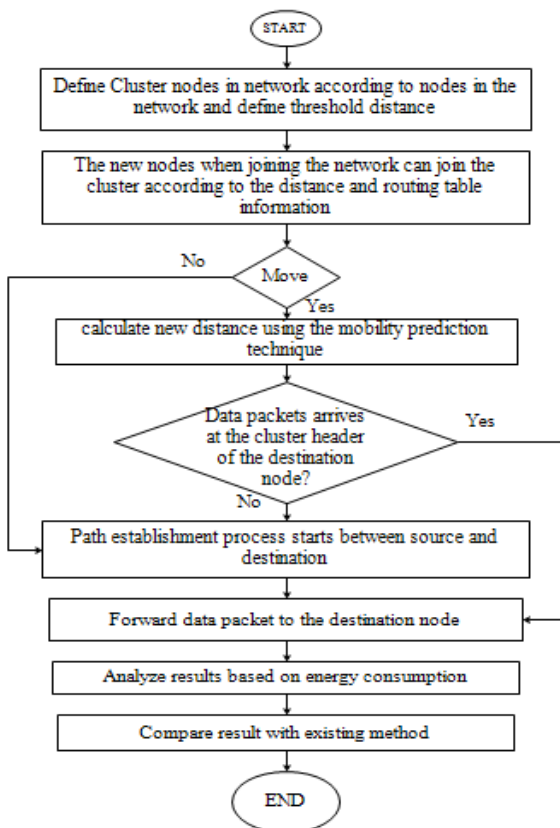 START
Define Cluster nodes in network according to nodes in the
network and define threshold distance
The new nodes when joining the network can join the
cluster according to the distance and routing table
information
No
Move
Yes
calculate new distance using the mobility prediction
technique
Data packets arrives
at the cluster header
of the destination
node?
Yes
No
Path establishment process starts between source and
destination
Forward data packet to the destination node
Analyze results based on energy consumption
Compare result with existing method
END